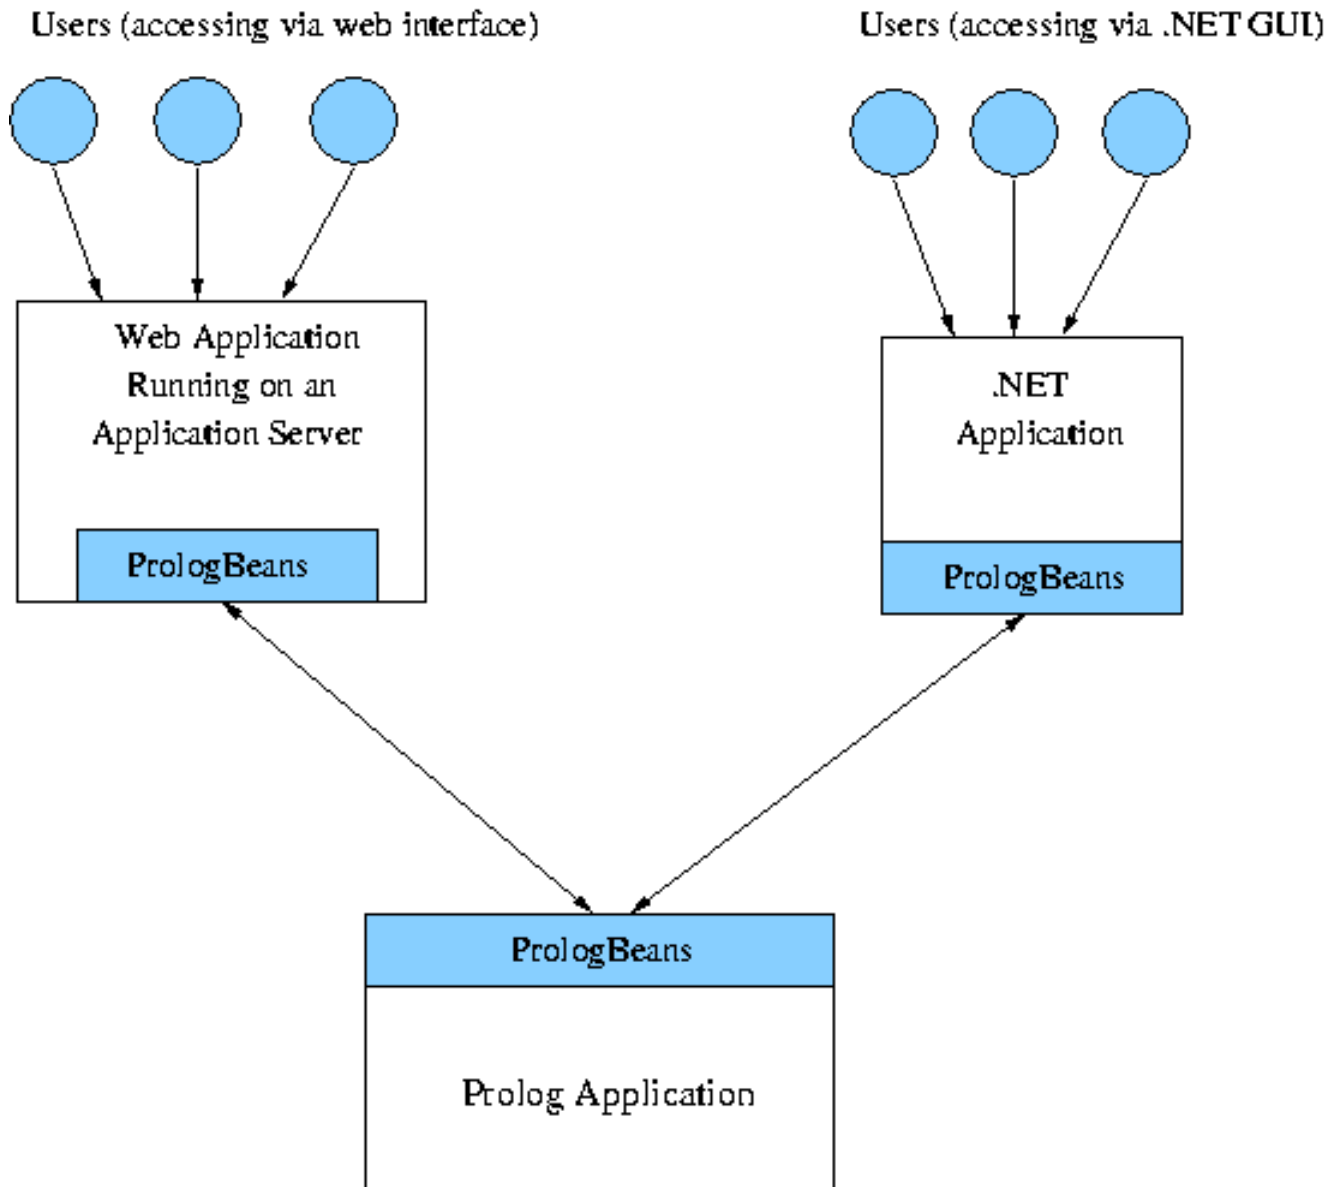 Users (accessing via web interface)
Users (accessing via .NET GUI)
Web Application
Running on an
Application Server
PrologBeans
.NET
Application
PrologBeans
PrologBeans
Prolog Application